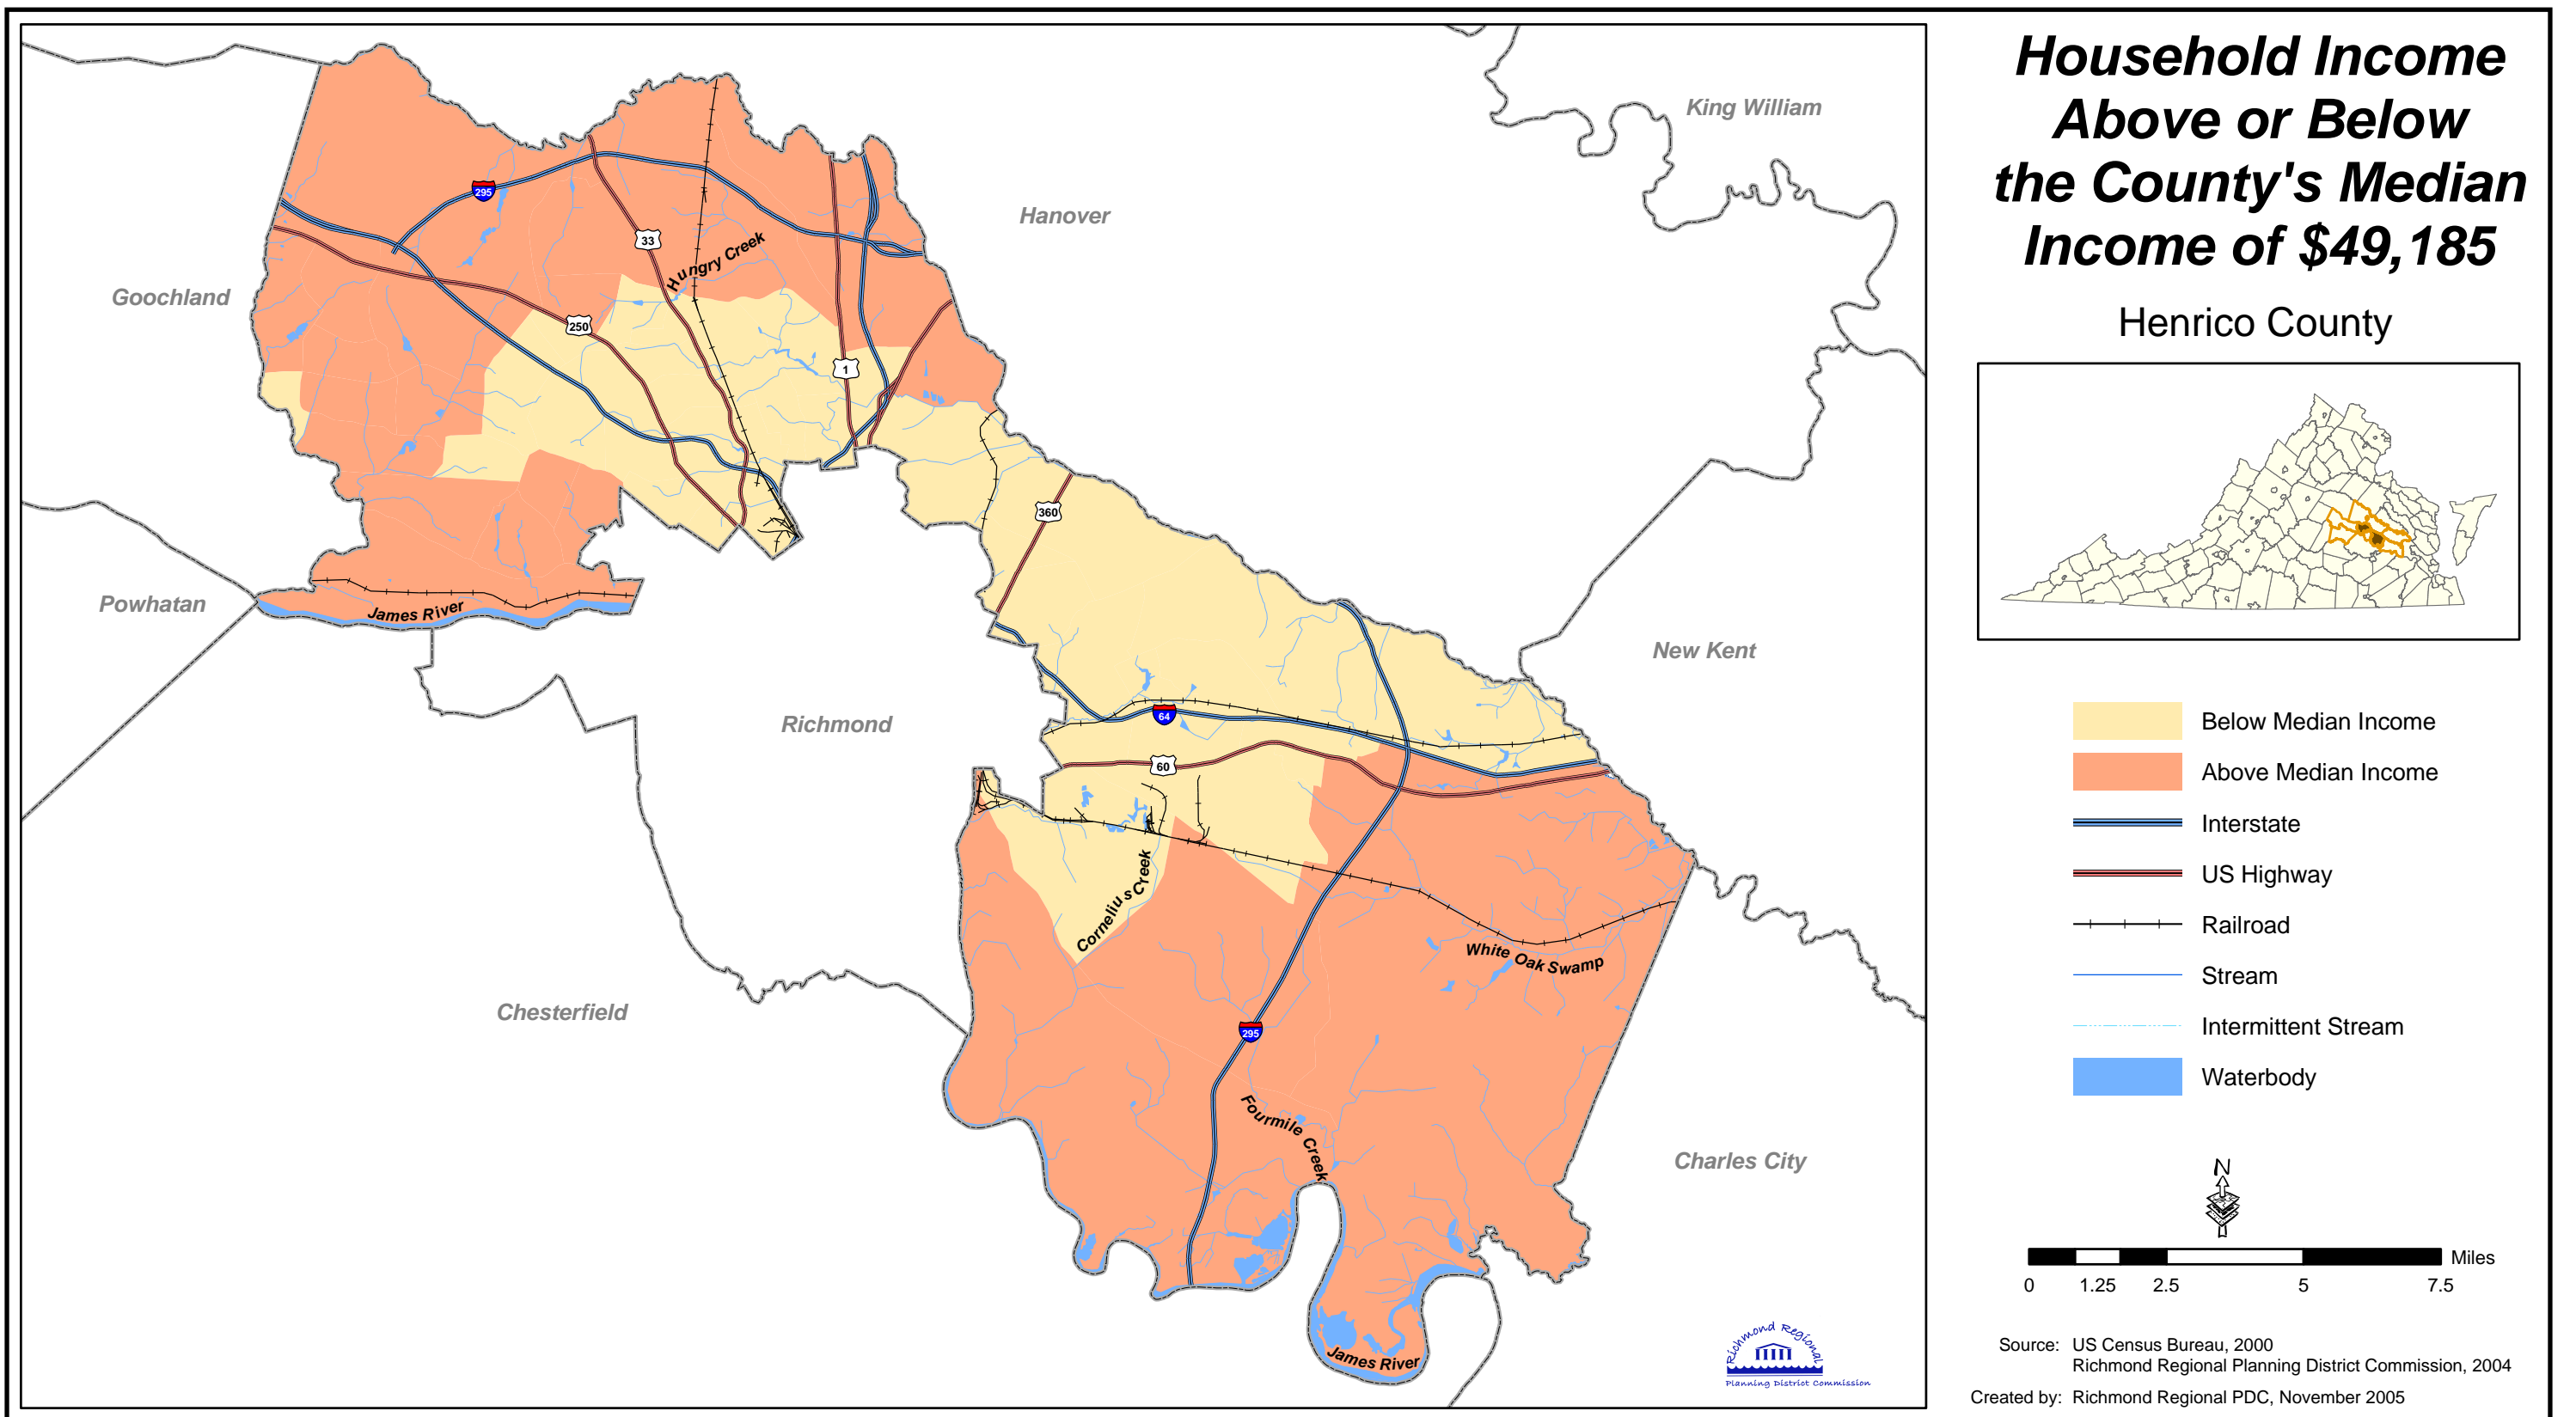 Household Income
Above or Below
the County's Median
Income of $49,185
Henrico County
King William
Hanover
Goochland
Powhatan
Richmond
New Kent
Chesterfield
Charles City
295
33
Hungry Creek
250
1
360
James River
64
60
Cornelius Creek
White Oak Swamp
295
Fourmile Creek
James River
Below Median Income
Above Median Income
Interstate
US Highway
Railroad
Stream
Intermittent Stream
Waterbody
N
Miles
0 1.25 2.5 5 7.5
Richmond Regional
Planning District Commission
Source: US Census Bureau, 2000
Richmond Regional Planning District Commission, 2004
Created by: Richmond Regional PDC, November 2005